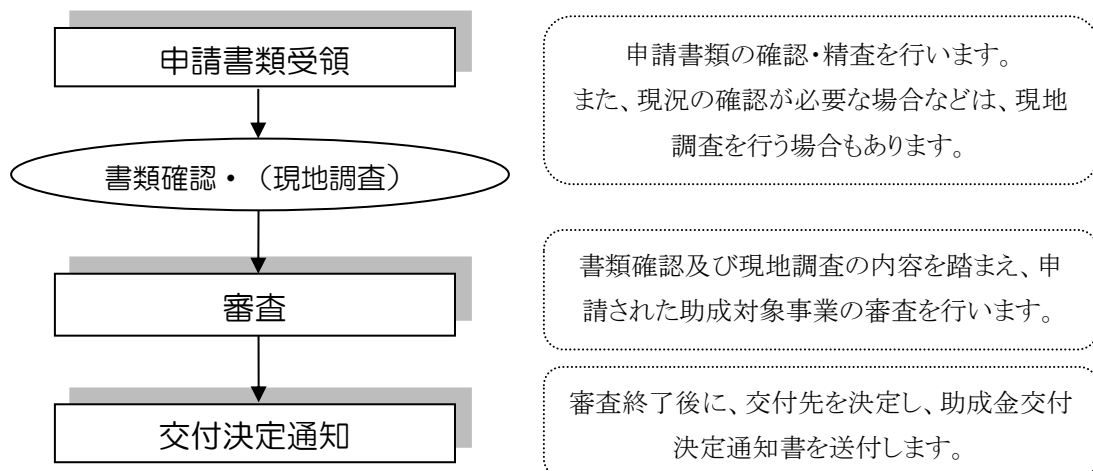 申請書類受領
申請書類の確認・精査を行います。
また、現況の確認が必要な場合などは、現地
調査を行う場合もあります。
書類確認・（現地調査）
書類確認及び現地調査の内容を踏まえ、申
請された助成対象事業の審査を行います。
審査
審査終了後に、交付先を決定し、助成金交付
決定通知書を送付します。
交付決定通知